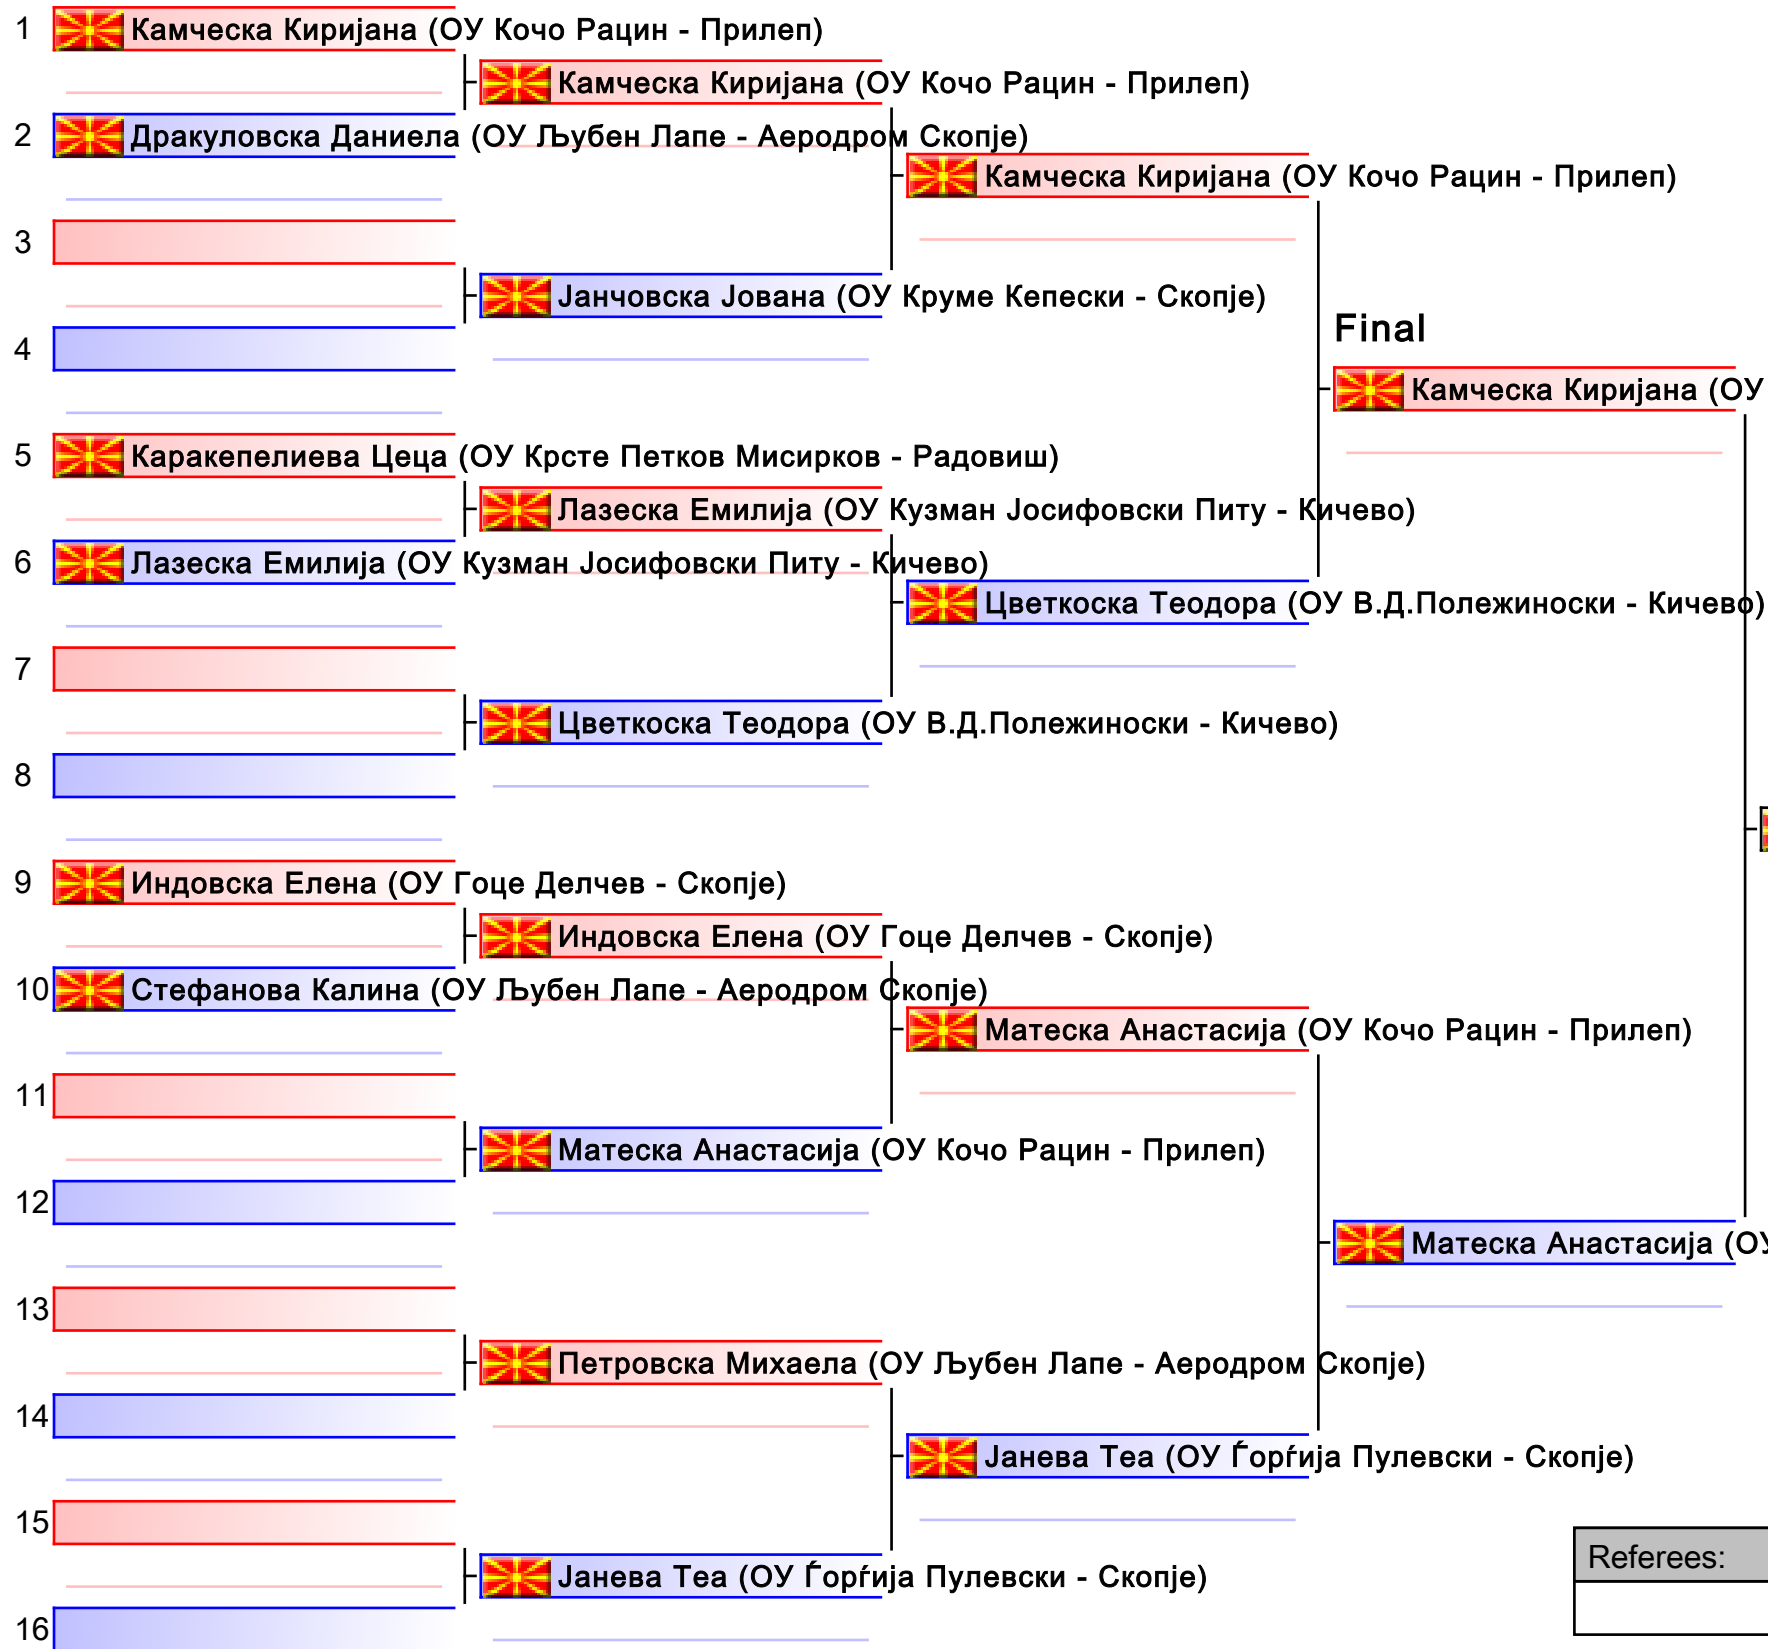 1 Камческа Киријана (ОУ Кочо Рацин - Прилеп)
Камческа Киријана (ОУ Кочо Рацин - Прилеп)
2 Дракуловска Даниела (ОУ Љубен Лапе - Аеродром Скопје)
Камческа Киријана (ОУ Кочо Рацин - Прилеп)
3
Јанчовска Јована (ОУ Круме Кепески - Скопје)
Final
4
Камческа Киријана (ОУ
5 Каракепелиева Цеца (ОУ Крсте Петков Мисирков - Радовиш)
Лазеска Емилија (ОУ Кузман Јосифовски Питу - Кичево)
6 Лазеска Емилија (ОУ Кузман Јосифовски Питу - Кичево)
Цветкоска Теодора (ОУ В.Д.Полежиноски - Кичево)
7
Цветкоска Теодора (ОУ В.Д.Полежиноски - Кичево)
8
9 Индовска Елена (ОУ Гоце Делчев - Скопје)
Индовска Елена (ОУ Гоце Делчев - Скопје)
10 Стефанова Калина (ОУ Љубен Лапе - Аеродром Скопје)
Матеска Анастасија (ОУ Кочо Рацин - Прилеп)
11
Матеска Анастасија (ОУ Кочо Рацин - Прилеп)
12
Матеска Анастасија (ОУ
13
Петровска Михаела (ОУ Љубен Лапе - Аеродром Скопје)
14
Јанева Теа (ОУ Ѓорѓија Пулевски - Скопје)
15
Referees:
Јанева Теа (ОУ Ѓорѓија Пулевски - Скопје)
16